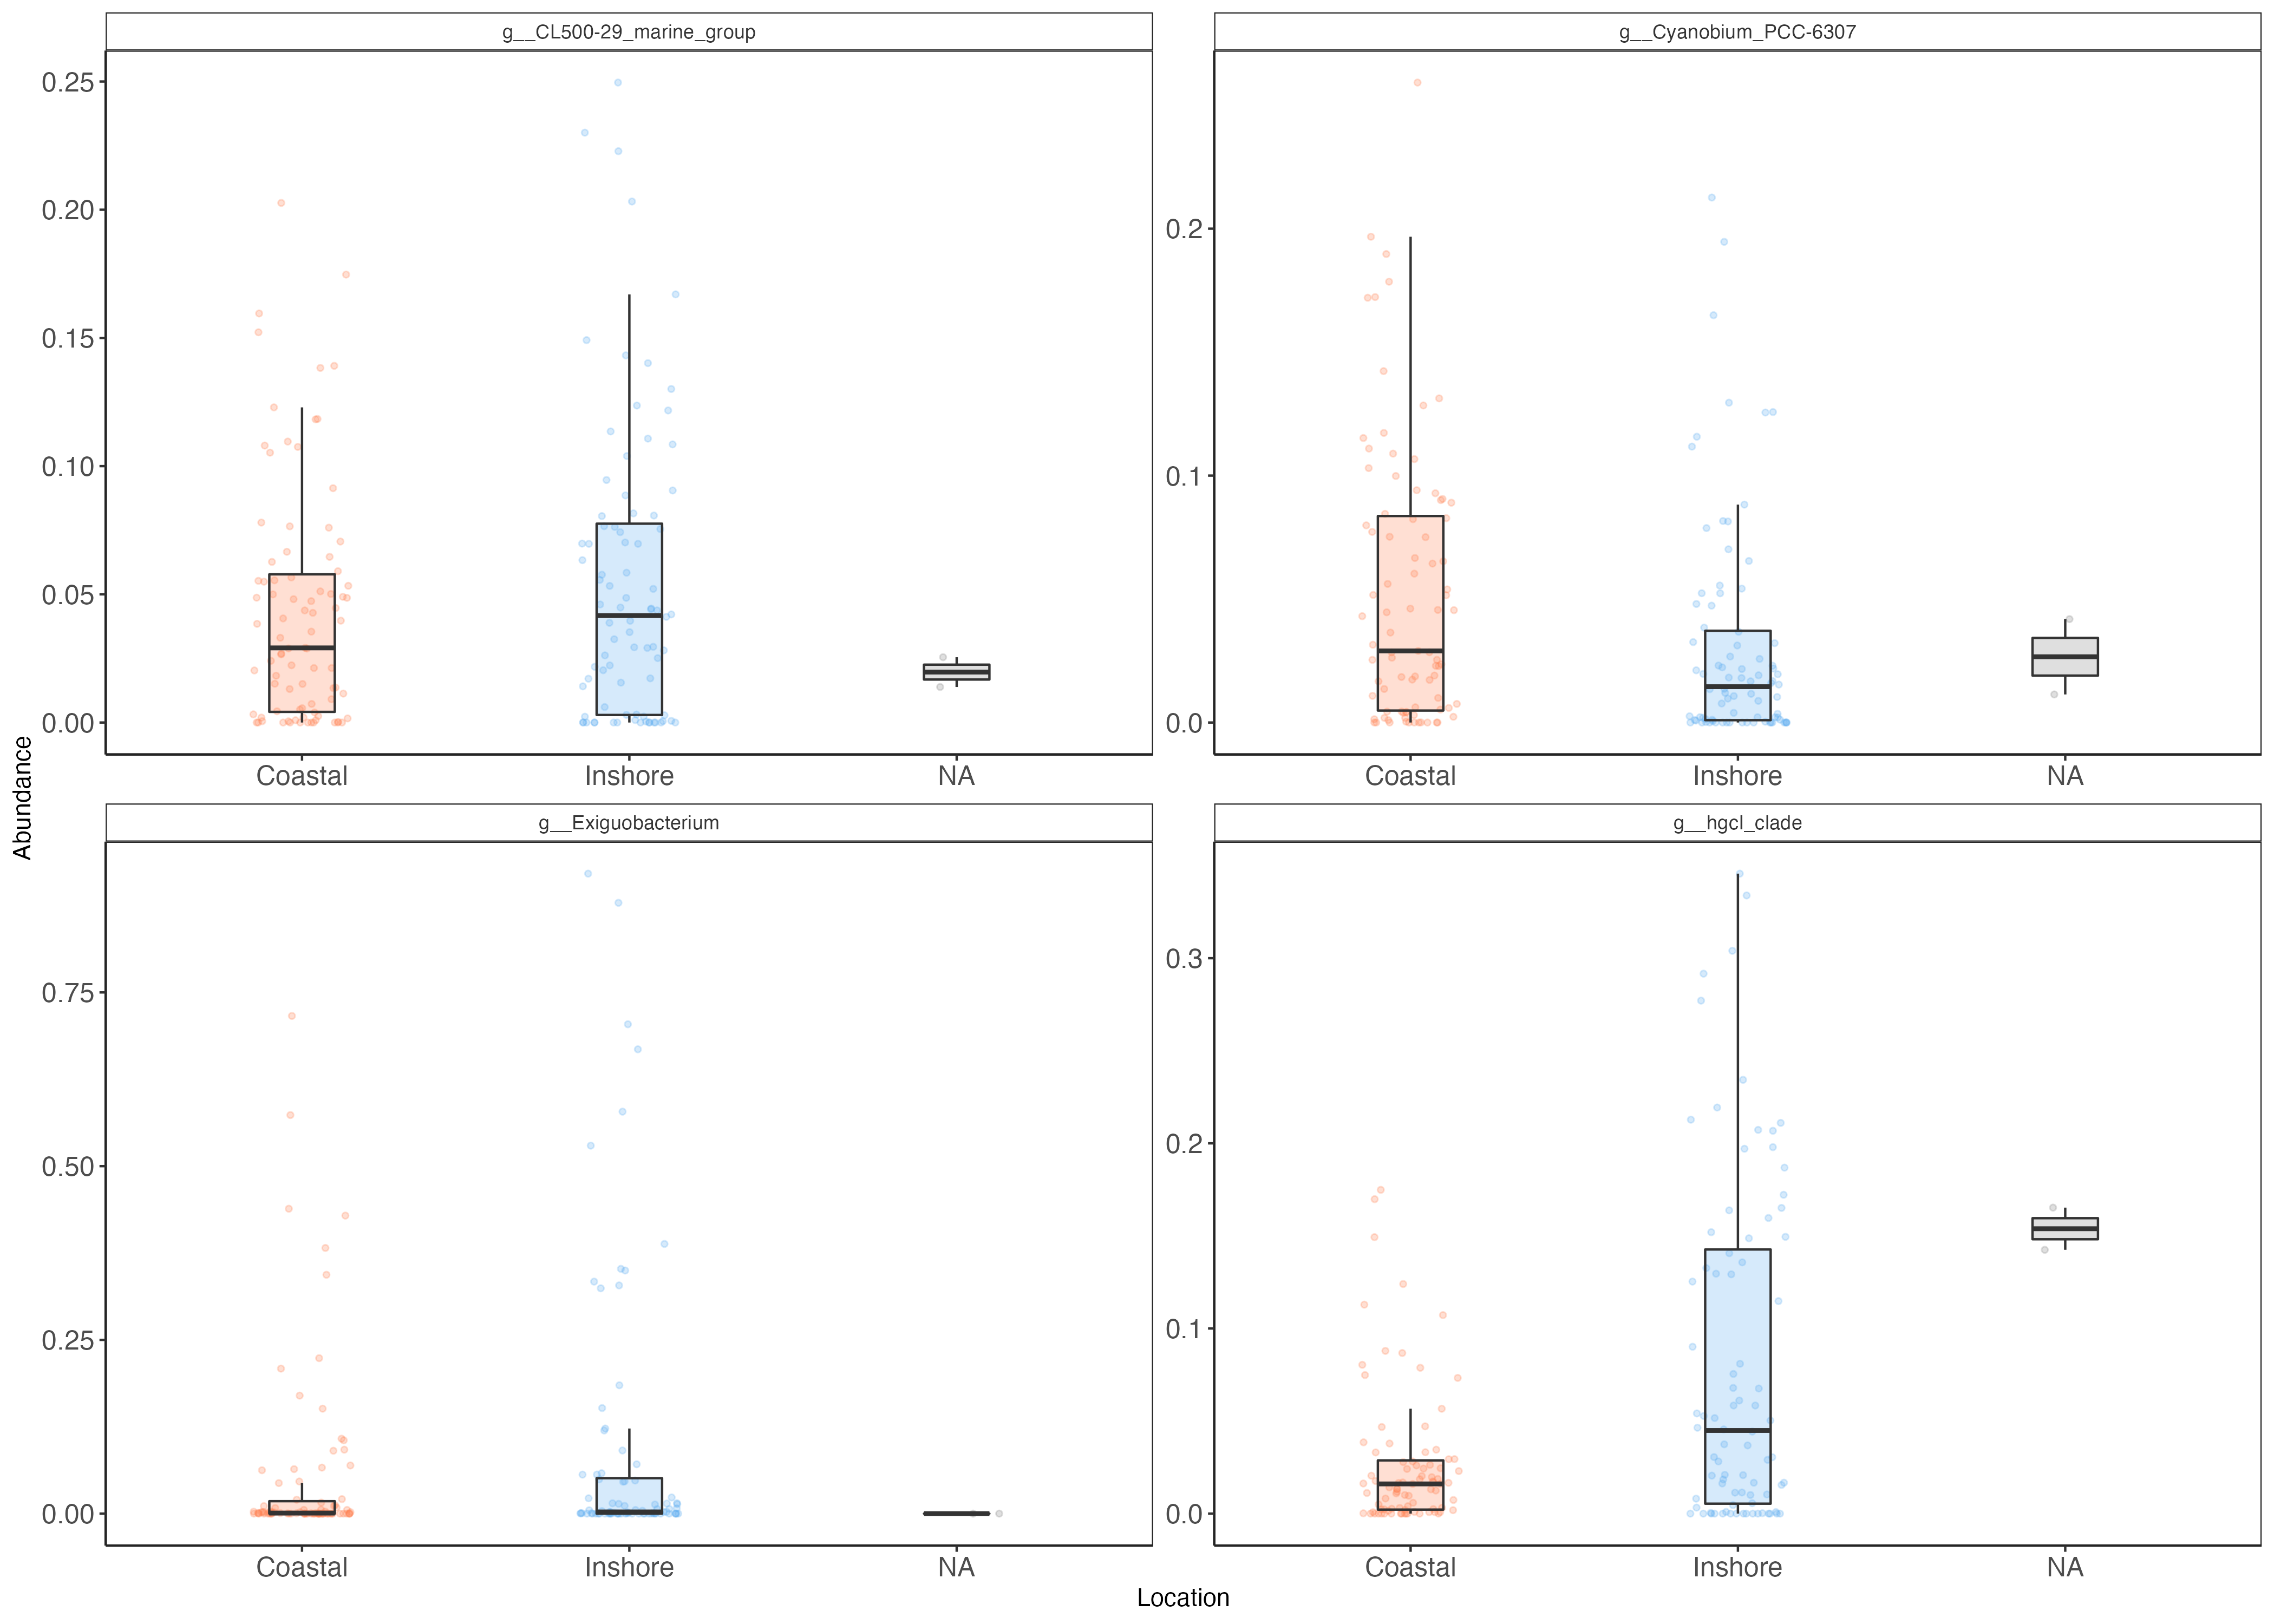 g__CL500-29_marine_group
g__Cyanobium_PCC-6307
0.25
0.20
0.15
0.10
0.05
0.00
0.2
0.1
0.0
Coastal
Inshore
NA
Coastal
Inshore
NA
Abundance
g__Exiguobacterium
g__hgcI_clade
0.75
0.50
0.25
0.00
0.3
0.2
0.1
0.0
Coastal
Inshore
NA
Coastal
Inshore
NA
Location